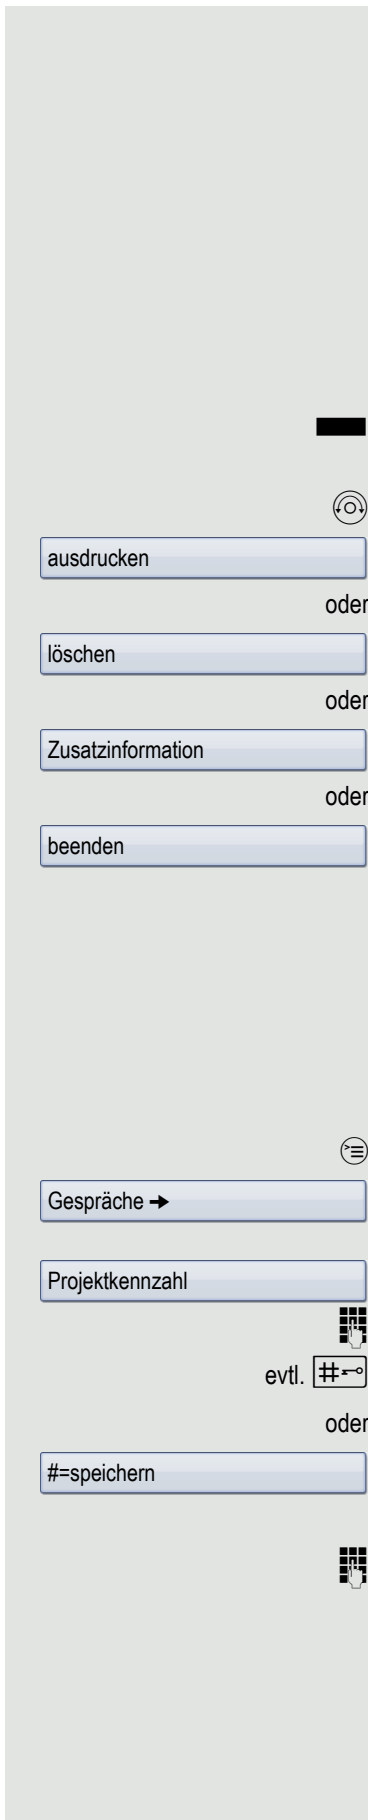 ausdrucken
oder
löschen
oder
Zusatzinformation
oder
beenden
Gespräche →
Projektkennzahl
evtl. #
oder
#=speichern